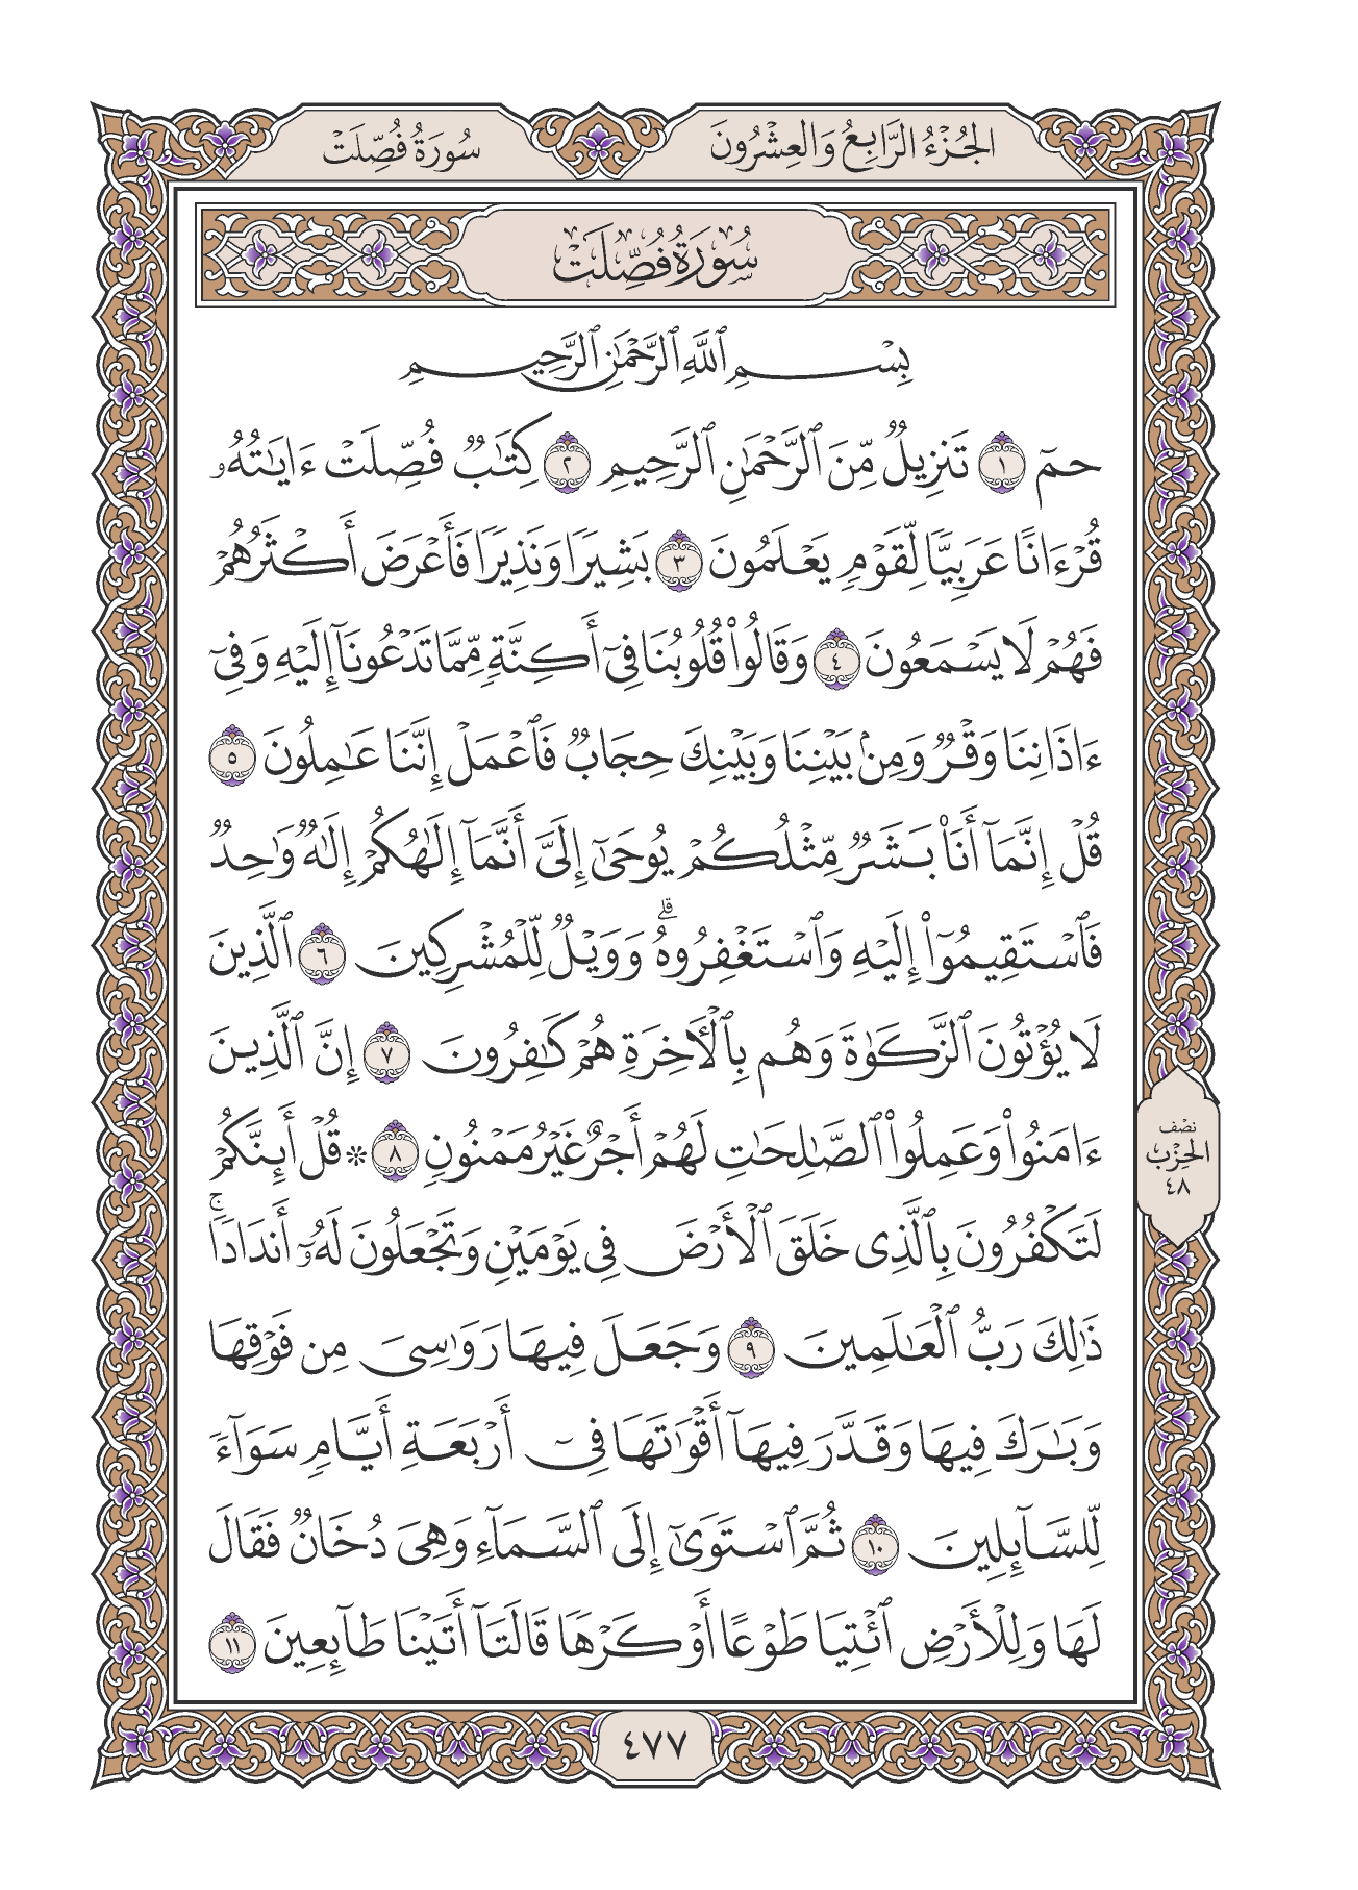 الجُزْءُ الرَّابِعُ وَالعِشْرُونَ
سُورَةُ فُصِّلَتْ
سُورَةُ فُصِّلَتْ
بِسْمِ ٱللَّهِ ٱلرَّحْمَٰنِ ٱلرَّحِيمِ
حمٓ ١ تَنزِيلٌ مِّنَ ٱلرَّحْمَٰنِ ٱلرَّحِيمِ ٢ كِتَٰبٌ فُصِّلَتْ ءَايَٰتُهُۥ
قُرْءَانًا عَرَبِيًّا لِّقَوْمٍ يَعْلَمُونَ ٣ بَشِيرًا وَنَذِيرًا فَأَعْرَضَ أَكْثَرُهُمْ
فَهُمْ لَا يَسْمَعُونَ ٤ وَقَالُوا۟ قُلُوبُنَا فِىٓ أَكِنَّةٍ مِّمَّا تَدْعُونَآ إِلَيْهِ وَفِىٓ
ءَاذَانِنَا وَقْرٌ وَمِنۢ بَيْنِنَا وَبَيْنِكَ حِجَابٌ فَٱعْمَلْ إِنَّنَا عَٰمِلُونَ ٥
قُلْ إِنَّمَآ أَنَا۠ بَشَرٌ مِّثْلُكُمْ يُوحَىٰٓ إِلَىَّ أَنَّمَآ إِلَٰهُكُمْ إِلَٰهٌ وَٰحِدٌ
فَٱسْتَقِيمُوٓا۟ إِلَيْهِ وَٱسْتَغْفِرُوهُ ۗ وَوَيْلٌ لِّلْمُشْرِكِينَ ٦ ٱلَّذِينَ
لَا يُؤْتُونَ ٱلزَّكَوٰةَ وَهُم بِٱلْأَخِرَةِ هُمْ كَٰفِرُونَ ٧ إِنَّ ٱلَّذِينَ
ءَامَنُوا۟ وَعَمِلُوا۟ ٱلصَّٰلِحَٰتِ لَهُمْ أَجْرٌ غَيْرُ مَمْنُونٍ ٨ * قُلْ أَئِنَّكُمْ
لَتَكْفُرُونَ بِٱلَّذِى خَلَقَ ٱلْأَرْضَ فِى يَوْمَيْنِ وَتَجْعَلُونَ لَهُۥٓ أَندَادًا ۚ
ذَٰلِكَ رَبُّ ٱلْعَٰلَمِينَ ٩ وَجَعَلَ فِيهَا رَوَٰسِىَ مِن فَوْقِهَا
وَبَٰرَكَ فِيهَا وَقَدَّرَ فِيهَآ أَقْوَٰتَهَا فِىٓ أَرْبَعَةِ أَيَّامٍ سَوَآءً
لِّلسَّآئِلِينَ ١٠ ثُمَّ ٱسْتَوَىٰٓ إِلَى ٱلسَّمَآءِ وَهِىَ دُخَانٌ فَقَالَ
لَهَا وَلِلْأَرْضِ ٱئْتِيَا طَوْعًا أَوْ كَرْهًا قَالَتَآ أَتَيْنَا طَآئِعِينَ ١١
نصْف
الحِزْب
٤٨
٤٧٧